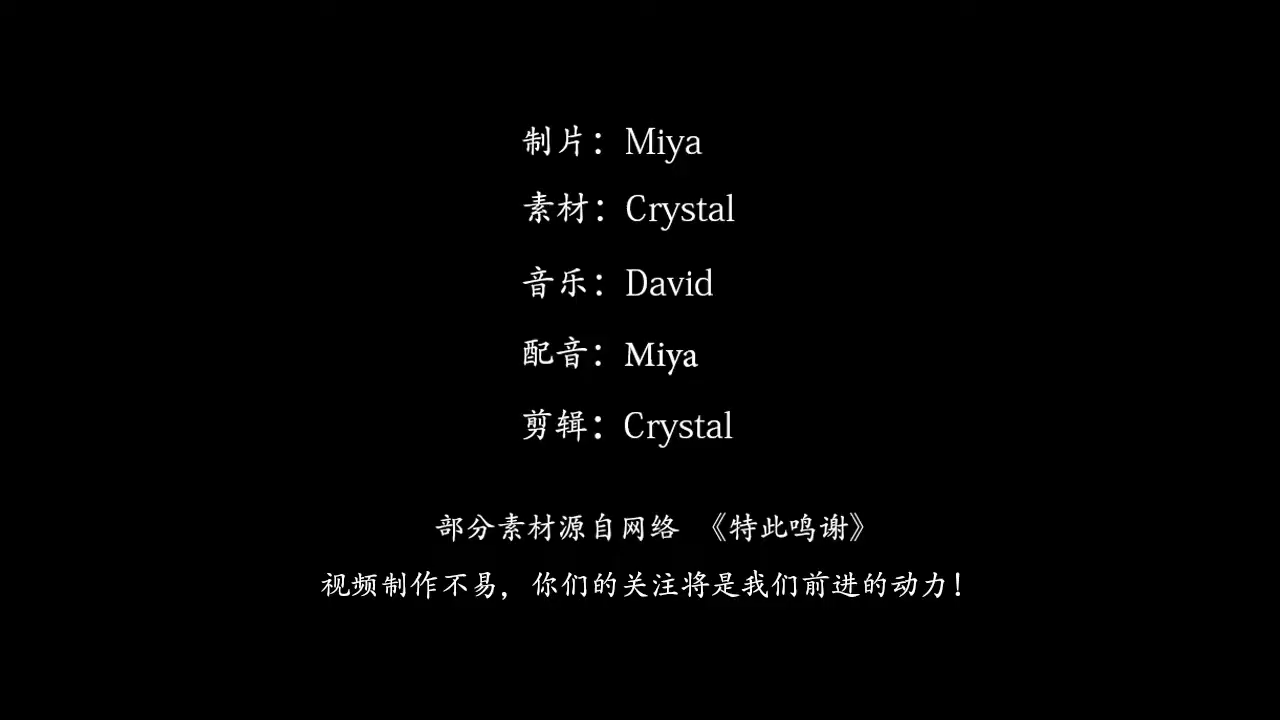 制片：Miya
素材：Crystal
音乐：David
配音：Miya
剪辑：Crystal
部分素材源自网络 《特此鸣谢》
视频制作不易，你们的关注将是我们前进的动力！